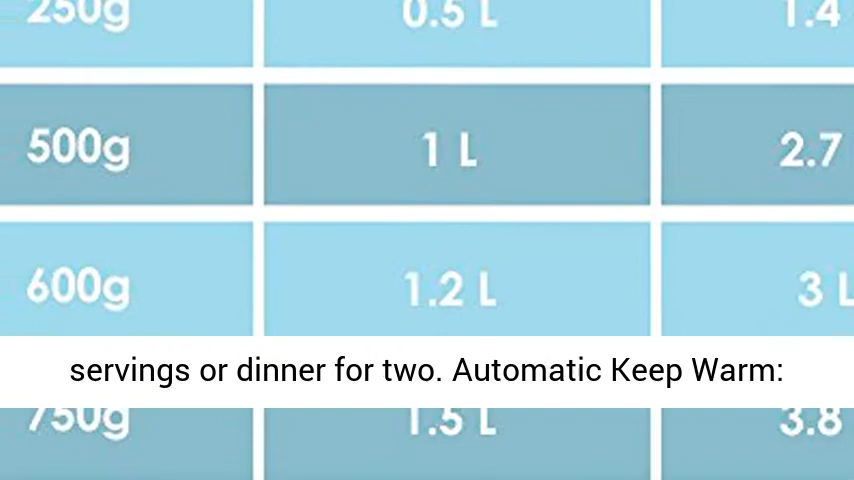 250g 0.5 L 1.4
500g 1 L 2.7
600g 1.2 L 3 L
servings or dinner for two. Automatic Keep Warm:
750g 1.5 L 3.8